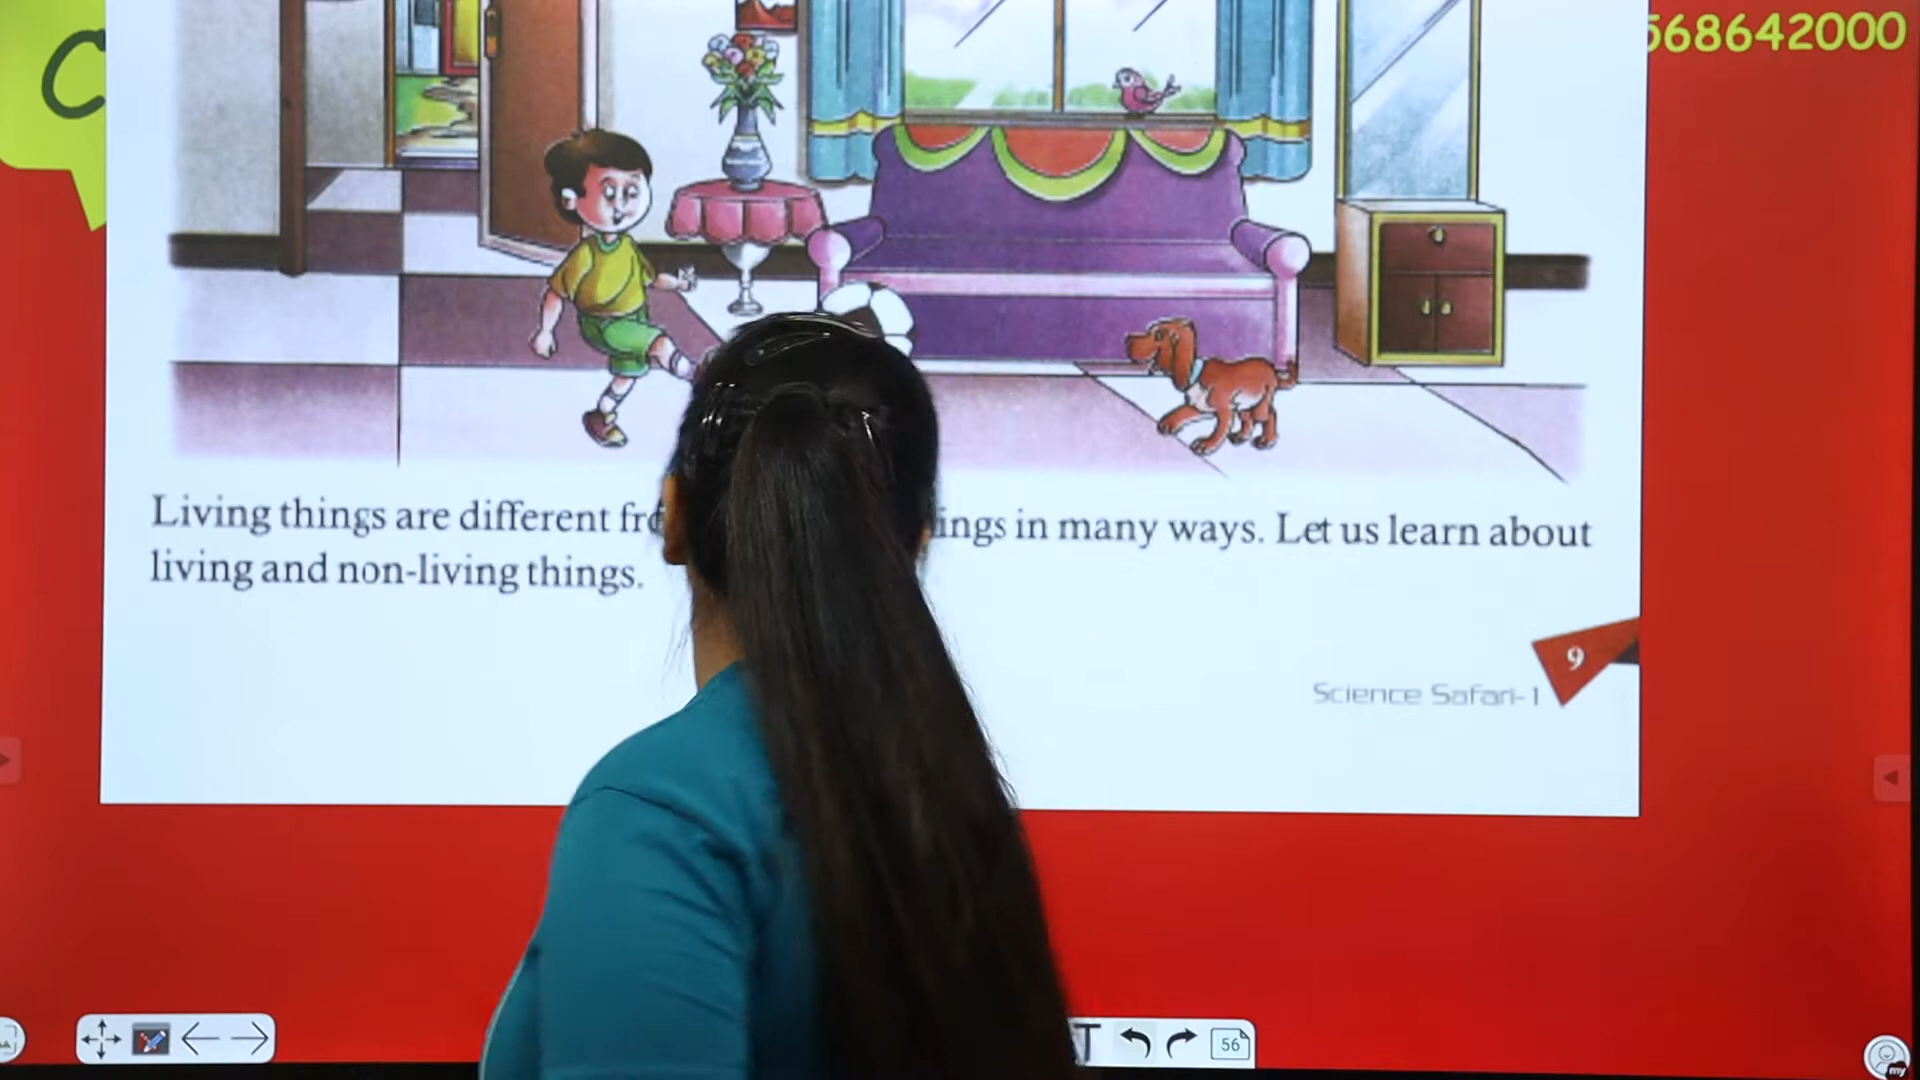 568642000
Living things are different ings in many ways. Let us learn about
living and non-living things.
9
Science Safari-1
T
56
my